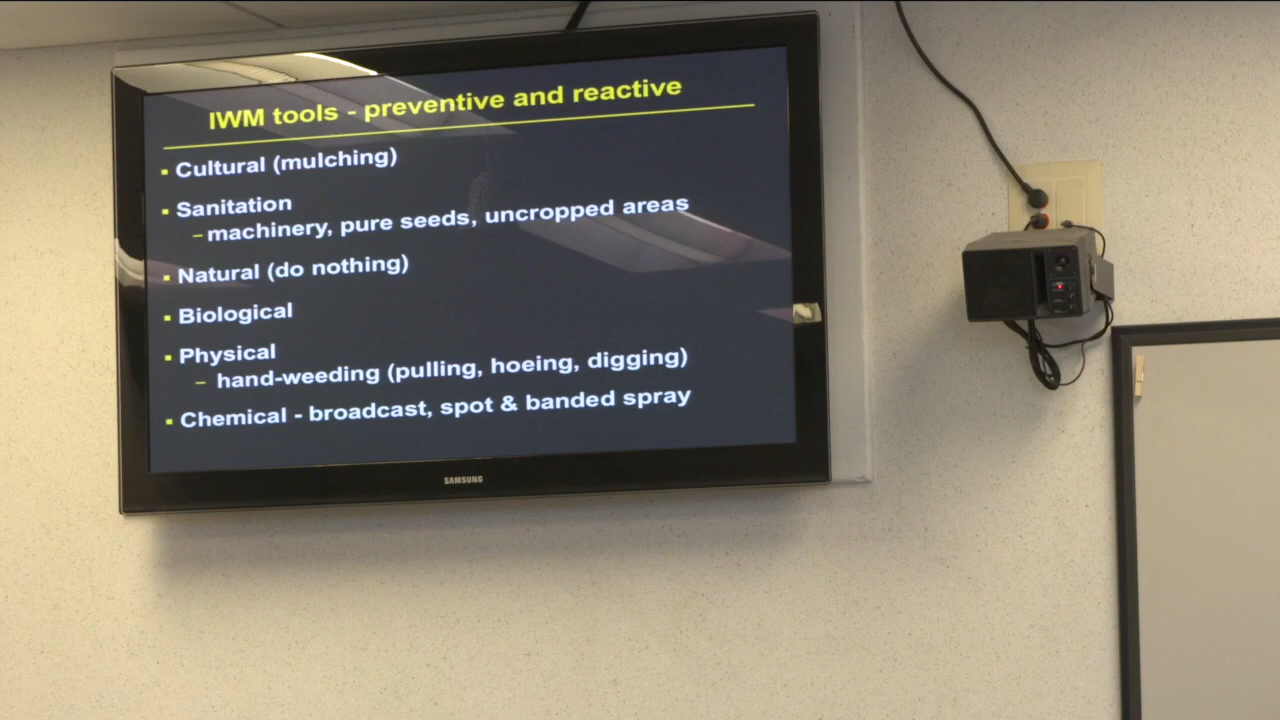 IWM tools - preventive and reactive
▪ Cultural (mulching)
▪ Sanitation
– machinery, pure seeds, uncropped areas
▪ Natural (do nothing)
▪ Biological
▪ Physical
– hand-weeding (pulling, hoeing, digging)
▪ Chemical - broadcast, spot & banded spray
SAMSUNG